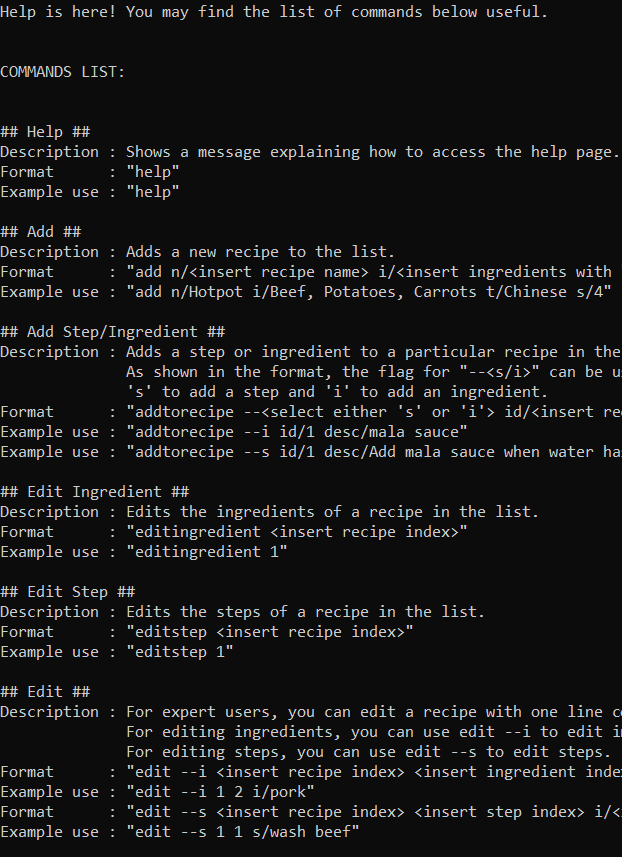 Help is here! You may find the list of commands below useful.
COMMANDS LIST:
## Help ##
Description : Shows a message explaining how to access the help page.
Format      : "help"
Example use : "help"
## Add ##
Description : Adds a new recipe to the list.
Format      : "add n/<insert recipe name> i/<insert ingredients with
Example use : "add n/Hotpot i/Beef, Potatoes, Carrots t/Chinese s/4"
## Add Step/Ingredient ##
Description : Adds a step or ingredient to a particular recipe in the
              As shown in the format, the flag for "--<s/i>" can be
              's' to add a step and 'i' to add an ingredient.
Format      : "addtorecipe --<select either 's' or 'i'> id/<insert
Example use : "addtorecipe --i id/1 desc/mala sauce"
Example use : "addtorecipe --s id/1 desc/Add mala sauce when water
## Edit Ingredient ##
Description : Edits the ingredients of a recipe in the list.
Format      : "editingredient <insert recipe index>"
Example use : "editingredient 1"
## Edit Step ##
Description : Edits the steps of a recipe in the list.
Format      : "editstep <insert recipe index>"
Example use : "editstep 1"
## Edit ##
Description : For expert users, you can edit a recipe with one line
              For editing ingredients, you can use edit --i to edit
              For editing steps, you can use edit --s to edit steps.
Format      : "edit --i <insert recipe index> <insert ingredient
Example use : "edit --i 1 2 i/pork"
Format      : "edit --s <insert recipe index> <insert step index> i/<
Example use : "edit --s 1 1 s/wash beef"